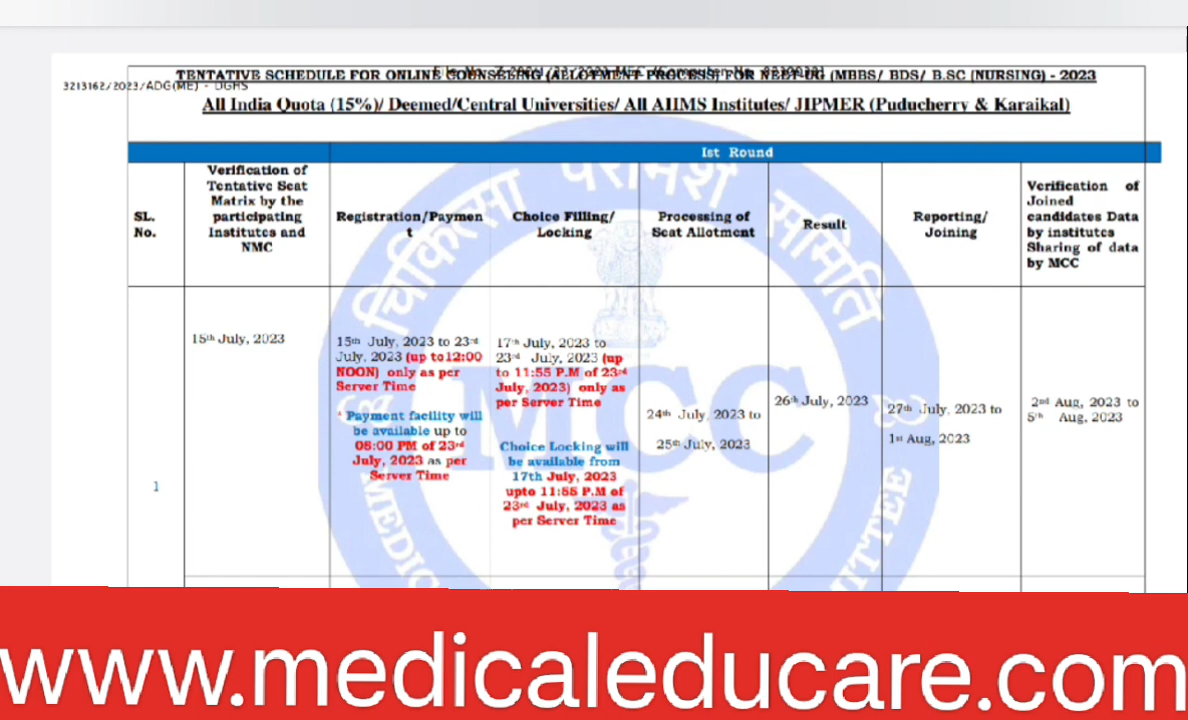 TENTATIVE SCHEDULE FOR ONLINE COUNSELING (ALLOTMENT PROCESS) FOR NEET-UG (MBBS/ BDS/ B.SC (NURSING) - 2023
3213162/2023/ADG(ME) - DGHS
All India Quota (15%)/ Deemed/Central Universities/ All AIIMS Institutes/ JIPMER (Puducherry & Karaikal)
Ist Round
SL.
No.
Verification of
Tentative Seat
Matrix by the
participating
Institutes and
NMC
Registration/Paymen
t
Choice Filling/
Locking
Processing of
Seat Allotment
Result
Reporting/
Joining
Verification of
Joined
candidates Data
by institutes
Sharing of data
by MCC
1
15th July, 2023
15th July, 2023 to 23rd
July, 2023 (up to12:00
NOON) only as per
Server Time
* Payment facility will
be available up to
08:00 PM of 23rd
July, 2023 as per
Server Time
17th July, 2023 to
23rd July, 2023 (up
to 11:55 P.M of 23rd
July, 2023) only as
per Server Time
Choice Locking will
be available from
17th July, 2023
upto 11:55 P.M of
23rd July, 2023 as
per Server Time
24th July, 2023 to
25th July, 2023
26th July, 2023
27th July, 2023 to
1st Aug, 2023
2nd Aug, 2023 to
5th Aug, 2023
चिकित्सा परामर्श समिति
MCC
MEDIC
ITTEE
www.medicaleducare.com